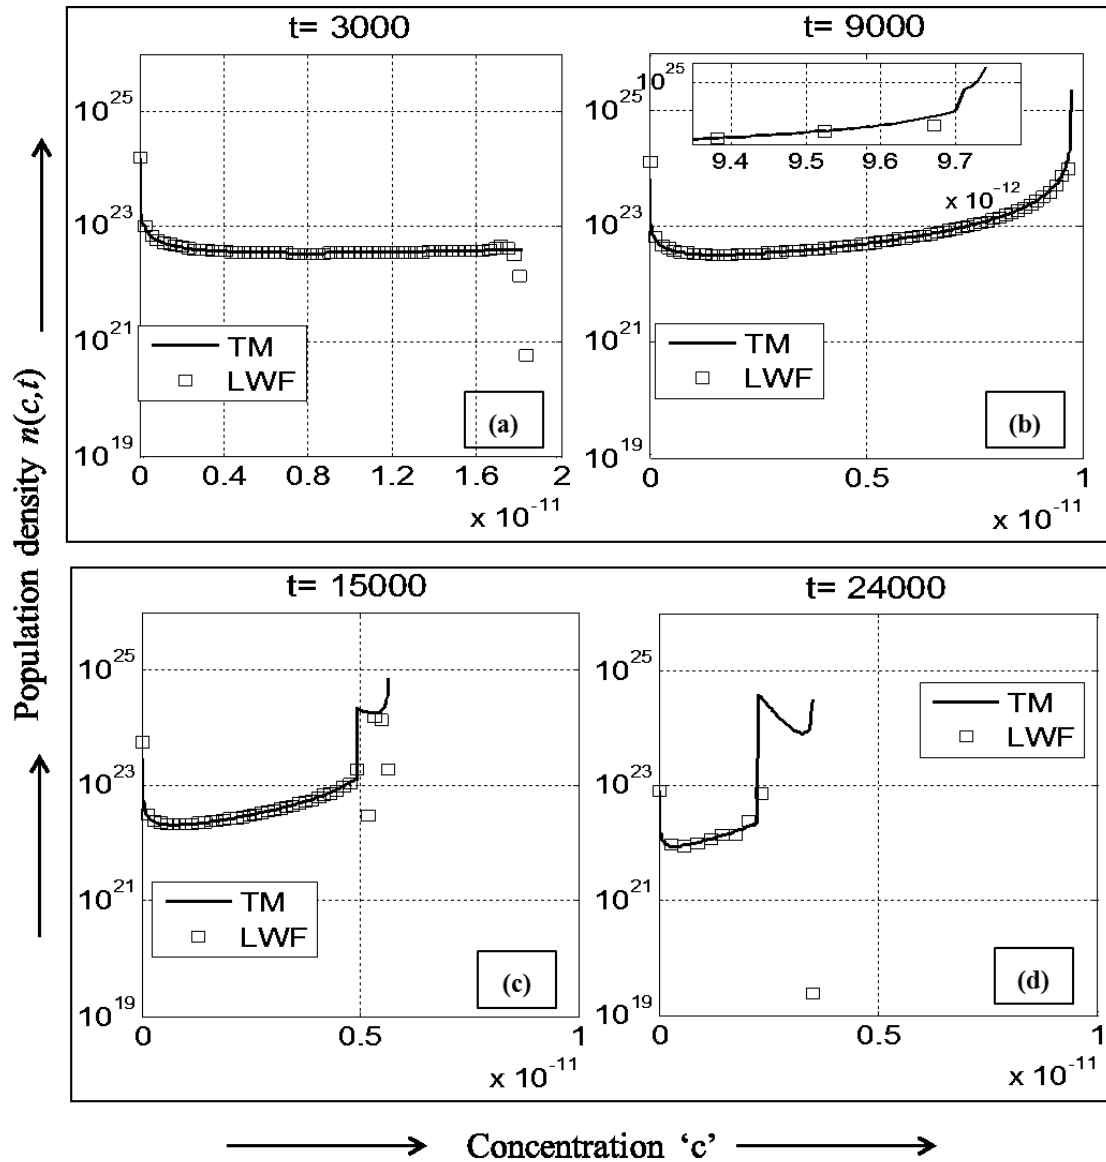 t= 3000
10^25
10^23
10^21
10^19
TM
LWF
(a)
0 0.4 0.8 1.2 1.6 2
x 10^-11
t= 9000
10^25
9.4 9.5 9.6 9.7
x 10^-12
10^25
10^23
10^21
10^19
TM
LWF
(b)
0 0.5 1
x 10^-11
t= 15000
10^25
10^23
10^21
10^19
TM
LWF
(c)
0 0.5 1
x 10^-11
t= 24000
10^25
10^23
10^21
10^19
TM
LWF
(d)
0 0.5 1
x 10^-11
Population density n(c,t)
Concentration ‘c’